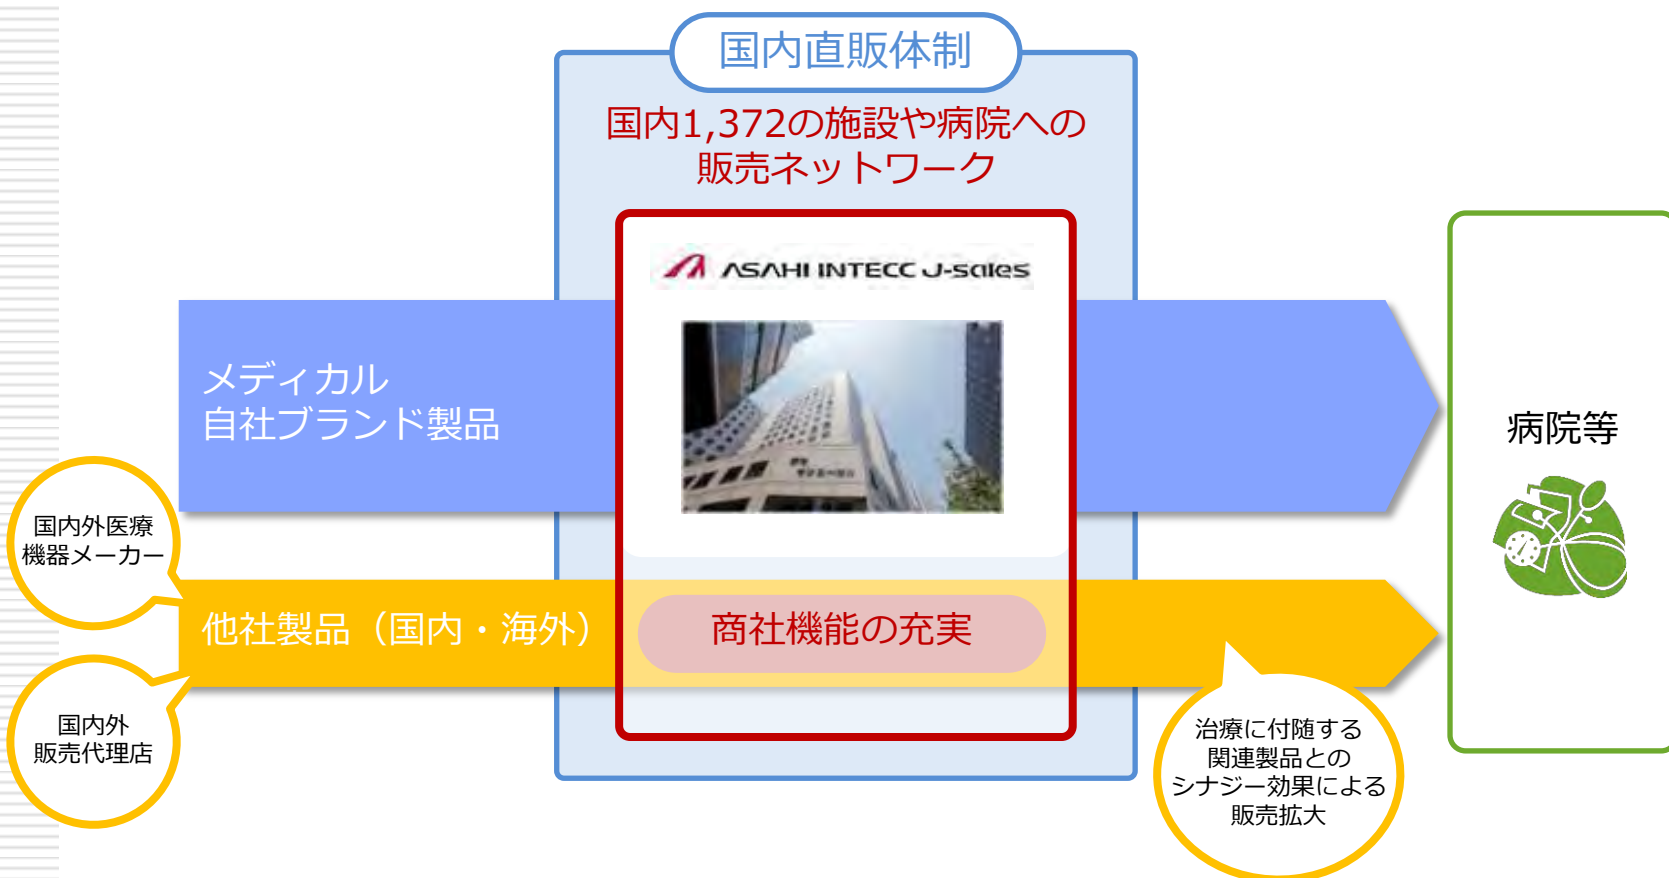 国内直販体制
国内1,372の施設や病院への
販売ネットワーク
ASAHI INTECC J-sales
メディカル
自社ブランド製品
病院等
国内外医療
機器メーカー
他社製品（国内・海外）
商社機能の充実
国内外
販売代理店
治療に付随する
関連製品との
シナジー効果による
販売拡大